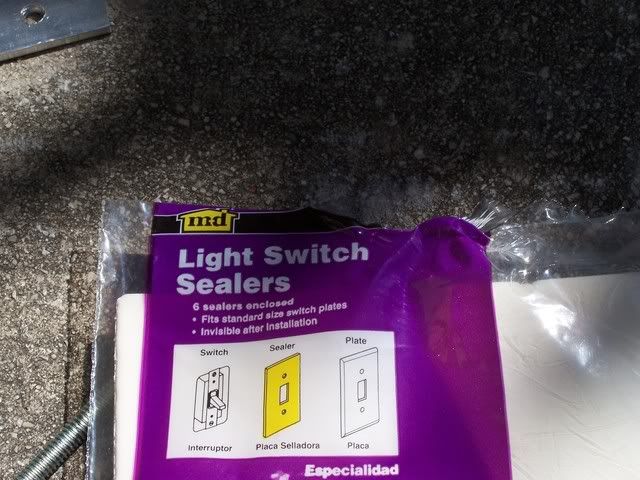 m·d
Light Switch
Sealers
6 sealers enclosed
• Fits standard size switch plates
• Invisible after installation
Switch
Sealer
Plate
Interruptor
Placa Selladora
Placa
Especialidad